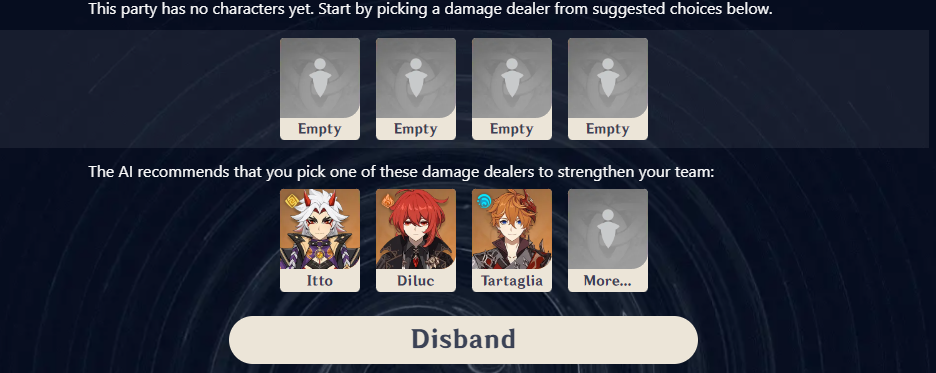 This party has no characters yet. Start by picking a damage dealer from suggested choices below.
Empty Empty Empty Empty
The AI recommends that you pick one of these damage dealers to strengthen your team:
Itto Diluc Tartaglia More...
Disband